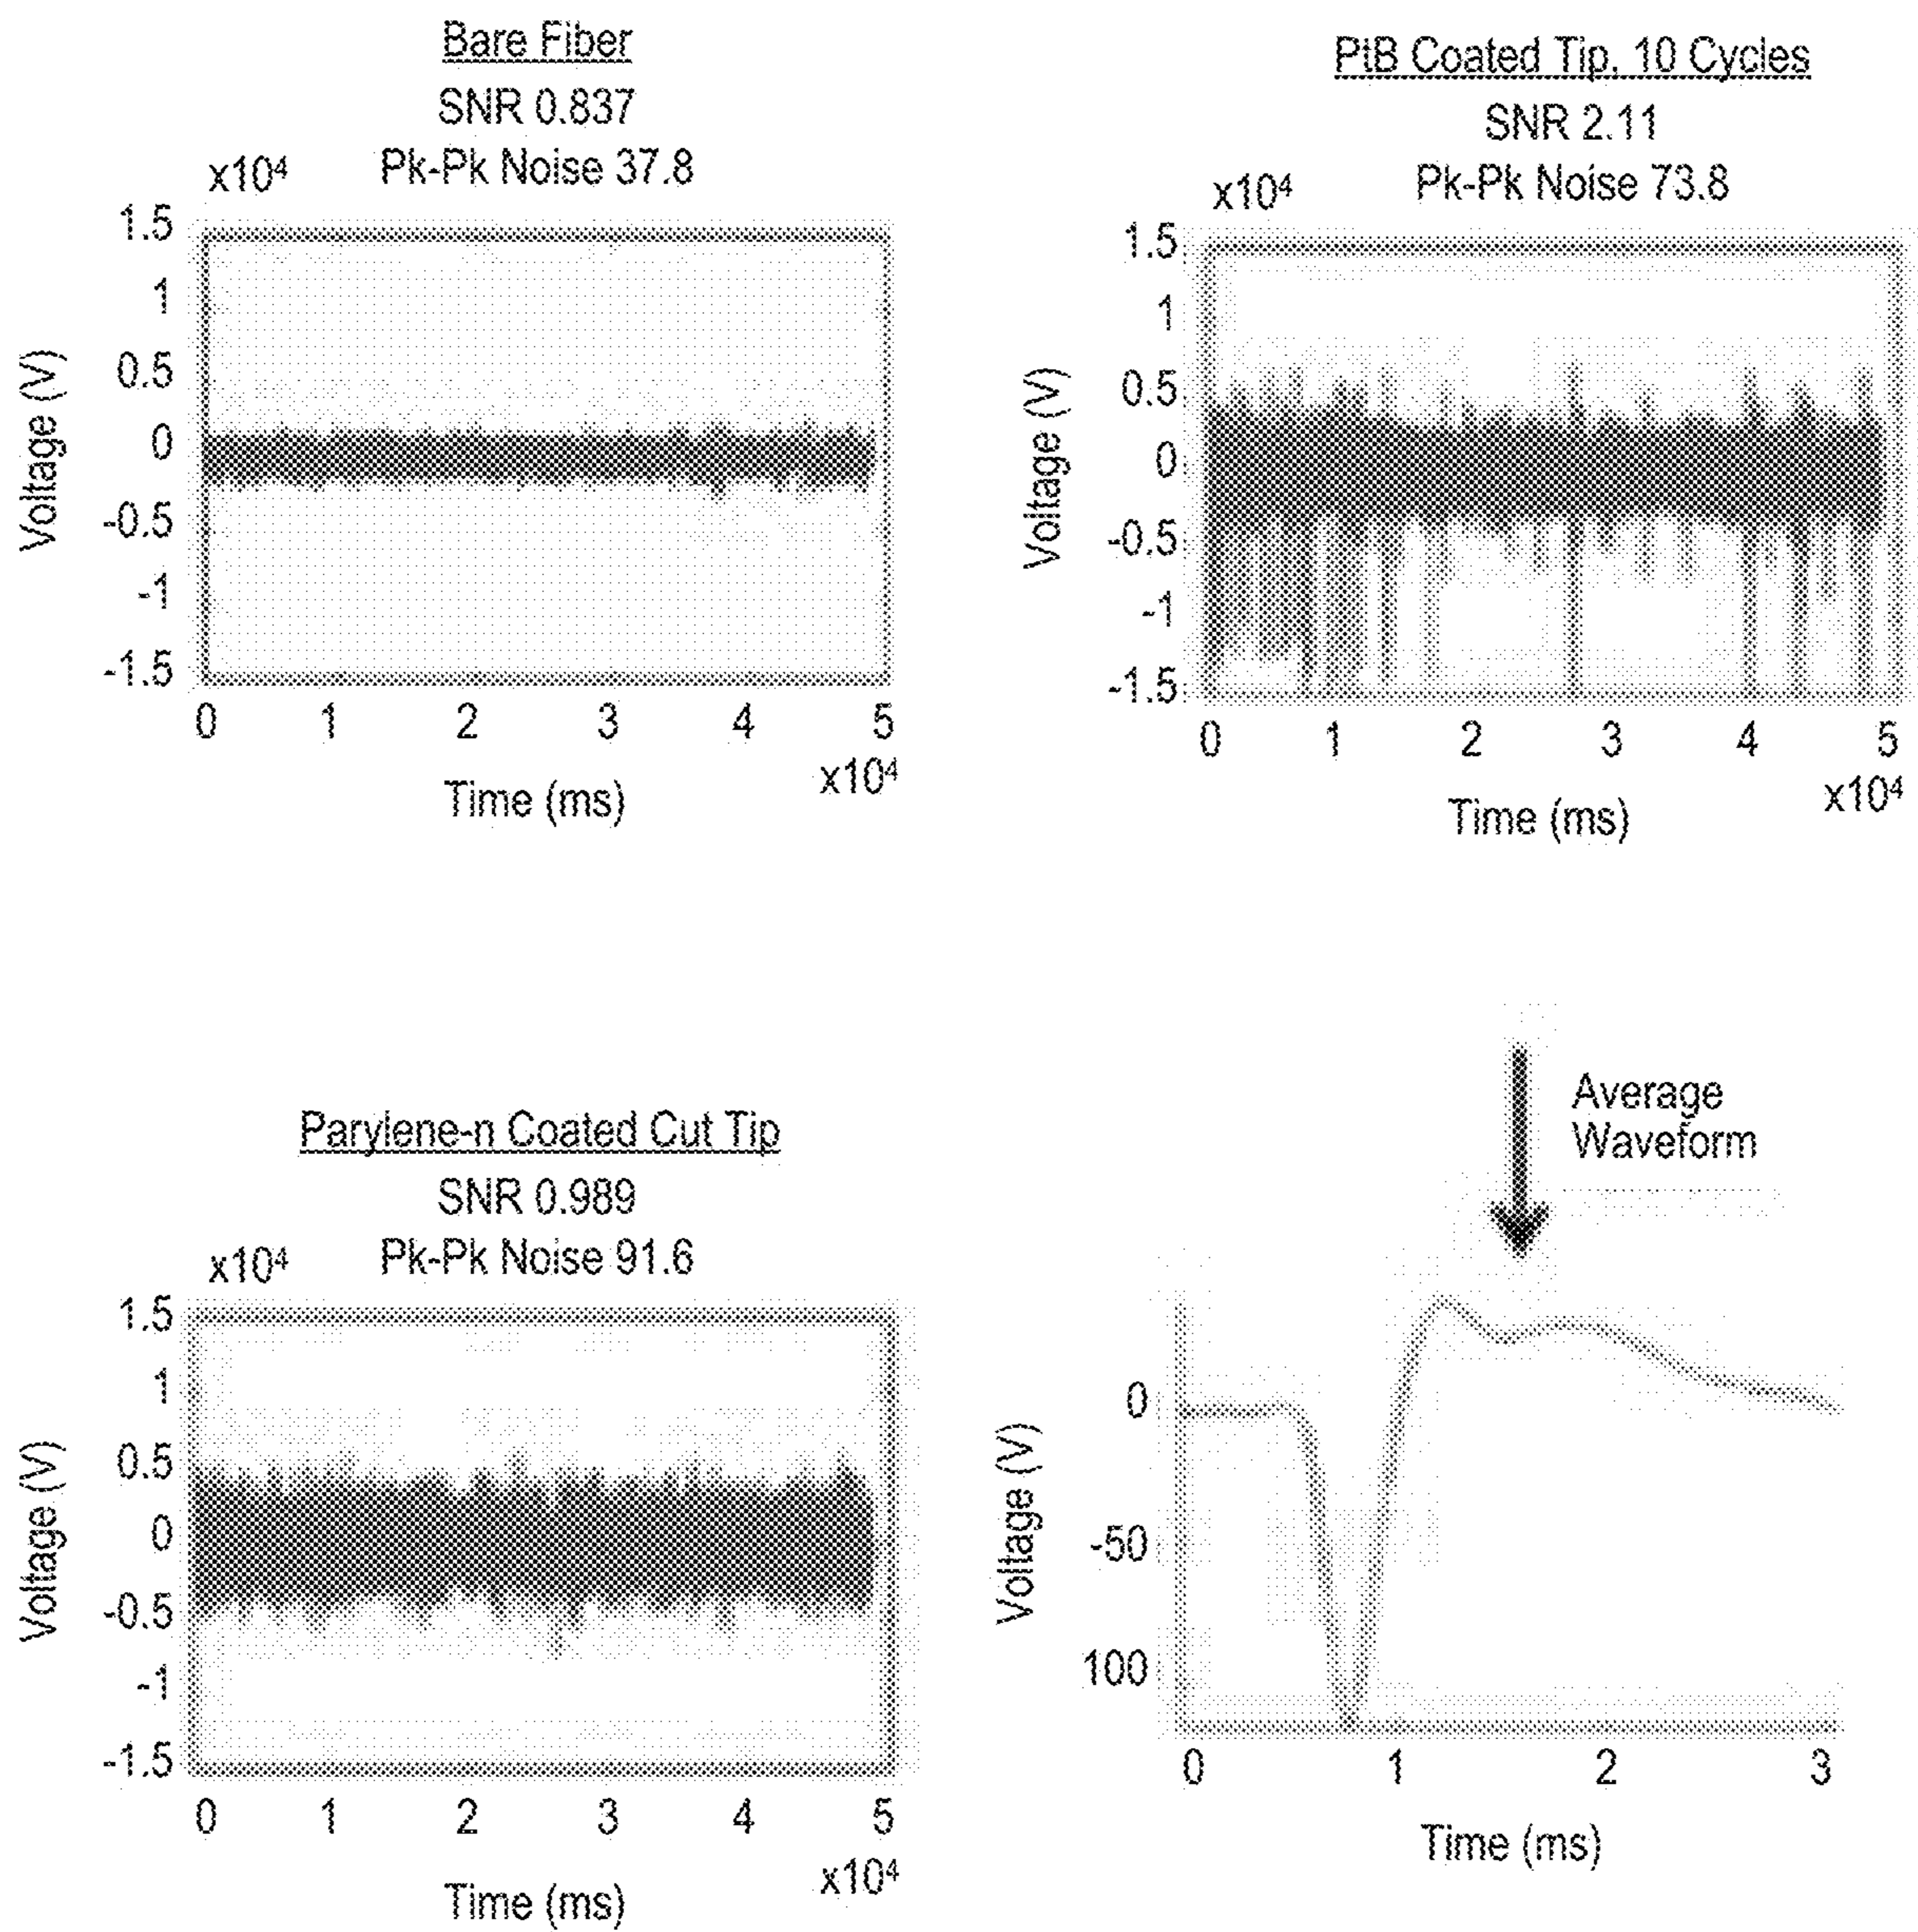 Bare Fiber
SNR 0.837
Pk-Pk Noise 37.8
x10⁴
1.5
1
0.5
0
-0.5
-1
-1.5
Voltage (V)
0 1 2 3 4 5
x10⁴
Time (ms)
PtB Coated Tip, 10 Cycles
SNR 2.11
Pk-Pk Noise 73.8
x10⁴
1.5
1
0.5
0
-0.5
-1
-1.5
Voltage (V)
0 1 2 3 4 5
x10⁴
Time (ms)
Parylene-n Coated Cut Tip
SNR 0.989
Pk-Pk Noise 91.6
x10⁴
1.5
1
0.5
0
-0.5
-1
-1.5
Voltage (V)
0 1 2 3 4 5
x10⁴
Time (ms)
Average
Waveform
0
-50
100
Voltage (V)
0 1 2 3
Time (ms)